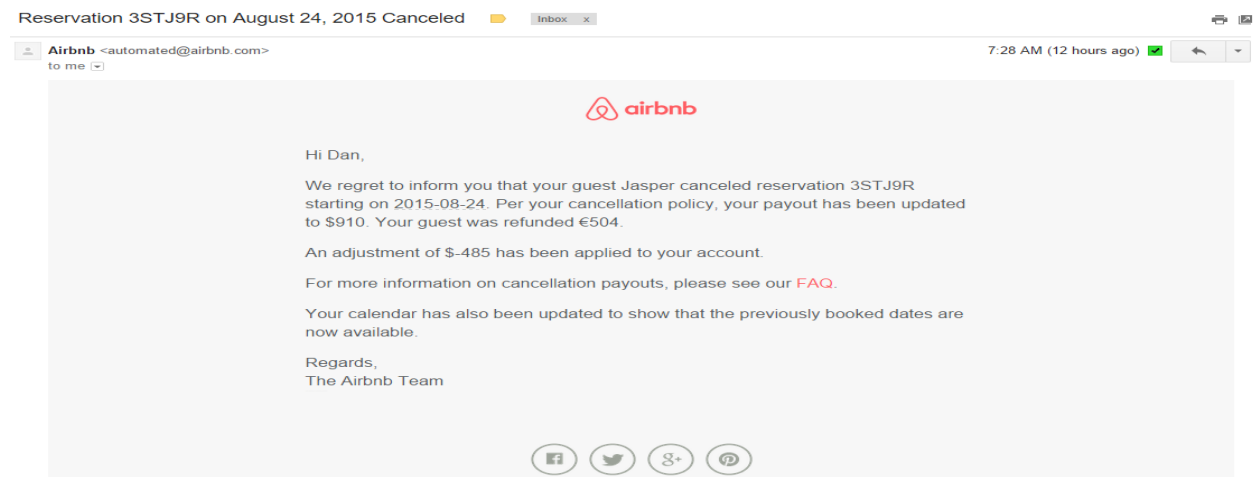 Reservation 3STJ9R on August 24, 2015 Canceled Inbox x
Airbnb <automated@airbnb.com> 7:28 AM (12 hours ago)
to me
airbnb
Hi Dan,
We regret to inform you that your guest Jasper canceled reservation 3STJ9R
starting on 2015-08-24. Per your cancellation policy, your payout has been updated
to $910. Your guest was refunded €504.
An adjustment of $-485 has been applied to your account.
For more information on cancellation payouts, please see our FAQ.
Your calendar has also been updated to show that the previously booked dates are
now available.
Regards,
The Airbnb Team